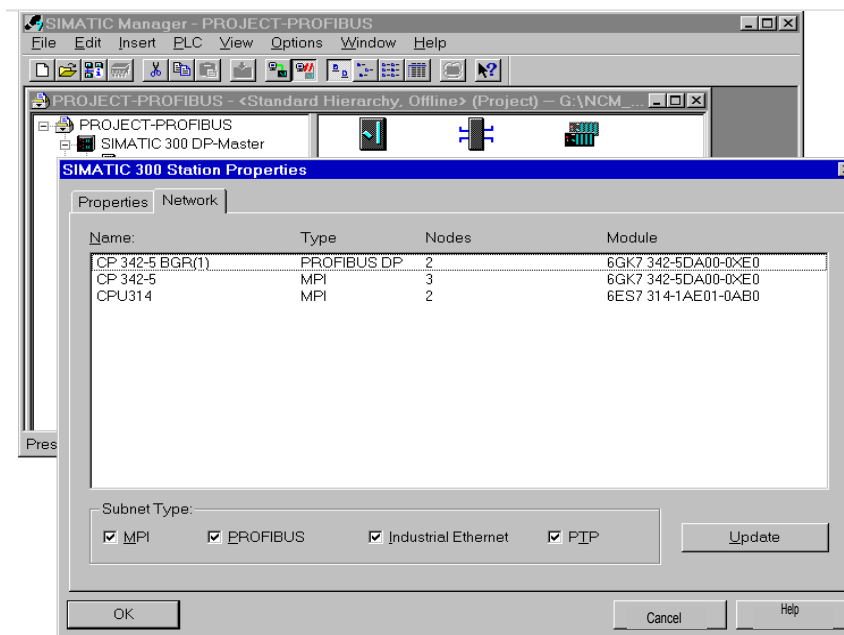 SIMATIC Manager - PROJECT-PROFIBUS
File Edit Insert PLC View Options Window Help
PROJECT-PROFIBUS - <Standard Hierarchy, Offline> (Project) — G:\NCM_...
PROJECT-PROFIBUS
SIMATIC 300 DP-Master
SIMATIC 300 Station Properties
Properties Network
Name: Type Nodes Module
CP 342-5 BGR(1) PROFIBUS DP 2 6GK7 342-5DA00-0XE0
CP 342-5 MPI 3 6GK7 342-5DA00-0XE0
CPU314 MPI 2 6ES7 314-1AE01-0AB0
Pres
Subnet Type:
MPI PROFIBUS Industrial Ethernet PTP Update
OK Cancel Help